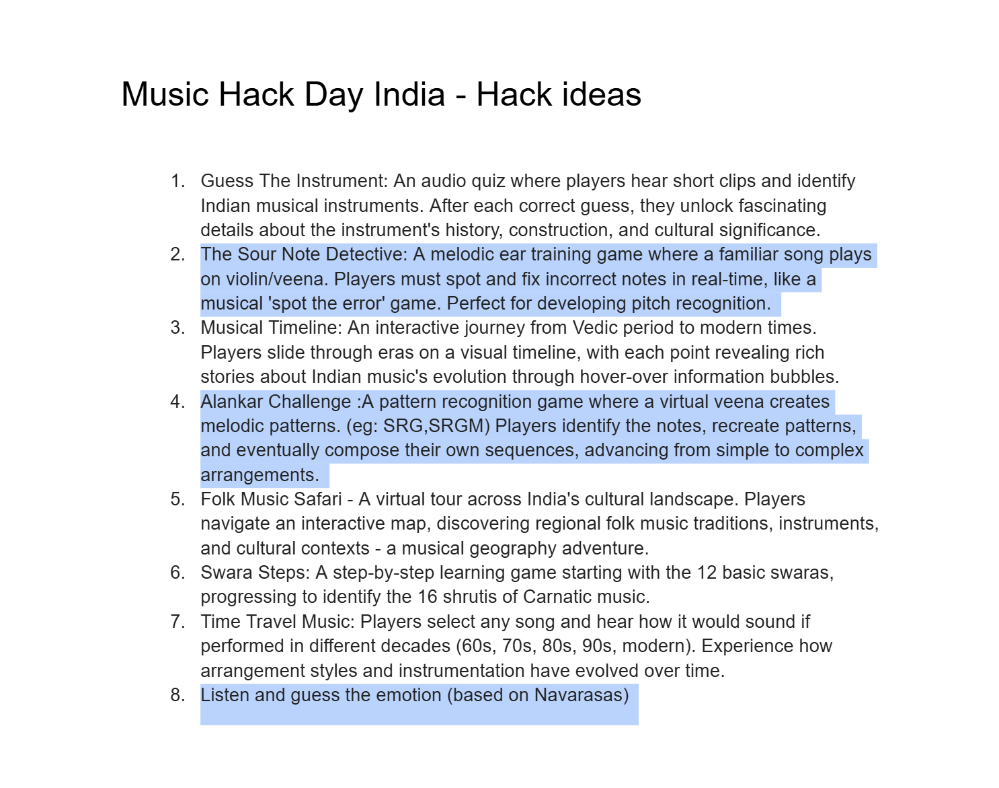 Music Hack Day India - Hack ideas
1. Guess The Instrument: An audio quiz where players hear short clips and identify
Indian musical instruments. After each correct guess, they unlock fascinating
details about the instrument's history, construction, and cultural significance.
2. The Sour Note Detective: A melodic ear training game where a familiar song plays
on violin/veena. Players must spot and fix incorrect notes in real-time, like a
musical 'spot the error' game. Perfect for developing pitch recognition.
3. Musical Timeline: An interactive journey from Vedic period to modern times.
Players slide through eras on a visual timeline, with each point revealing rich
stories about Indian music's evolution through hover-over information bubbles.
4. Alankar Challenge :A pattern recognition game where a virtual veena creates
melodic patterns. (eg: SRG,SRGM) Players identify the notes, recreate patterns,
and eventually compose their own sequences, advancing from simple to complex
arrangements.
5. Folk Music Safari - A virtual tour across India's cultural landscape. Players
navigate an interactive map, discovering regional folk music traditions, instruments,
and cultural contexts - a musical geography adventure.
6. Swara Steps: A step-by-step learning game starting with the 12 basic swaras,
progressing to identify the 16 shrutis of Carnatic music.
7. Time Travel Music: Players select any song and hear how it would sound if
performed in different decades (60s, 70s, 80s, 90s, modern). Experience how
arrangement styles and instrumentation have evolved over time.
8. Listen and guess the emotion (based on Navarasas)